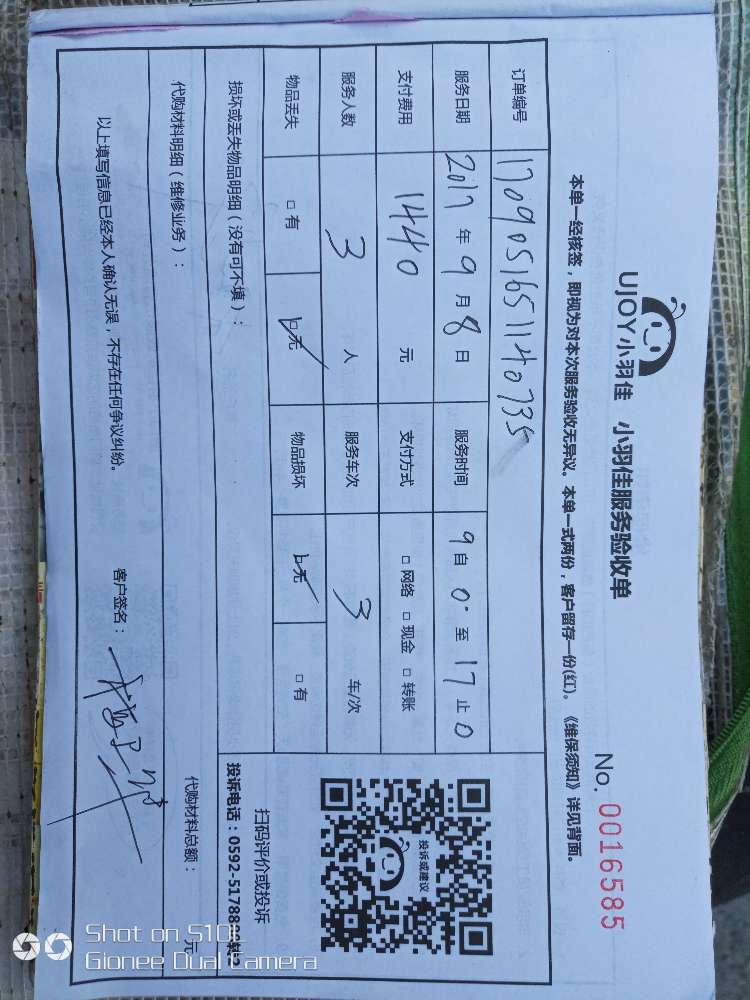 UJOY小羽佳 小羽佳服务验收单
No. 0016585
本单一经核签，即视为对本次服务验收无异议。本单一式两份，客户留存一份(红)。《维保须知》详见背面。
订单编号 1709051651140735
服务日期 2017 年 9 月 8 日 服务时间 9 自 0 至 17 止 0
支付费用 1440 元 支付方式 □ 网络 □ 现金 □ 转账
服务人数 3 人 服务车次 3 车/次
物品丢失 □ 有 □ 无 物品损坏 □ 无 □ 有
投诉或建议
扫码评价或投诉
损坏或丢失物品明细（没有可不填）：
投诉电话：0592-517888
代购材料明细（维修业务）：
代购材料总额： 元
以上填写信息已经本人确认无误，不存在任何争议纠纷。 客户签名：
Shot on S10
Gionee Dual Camera